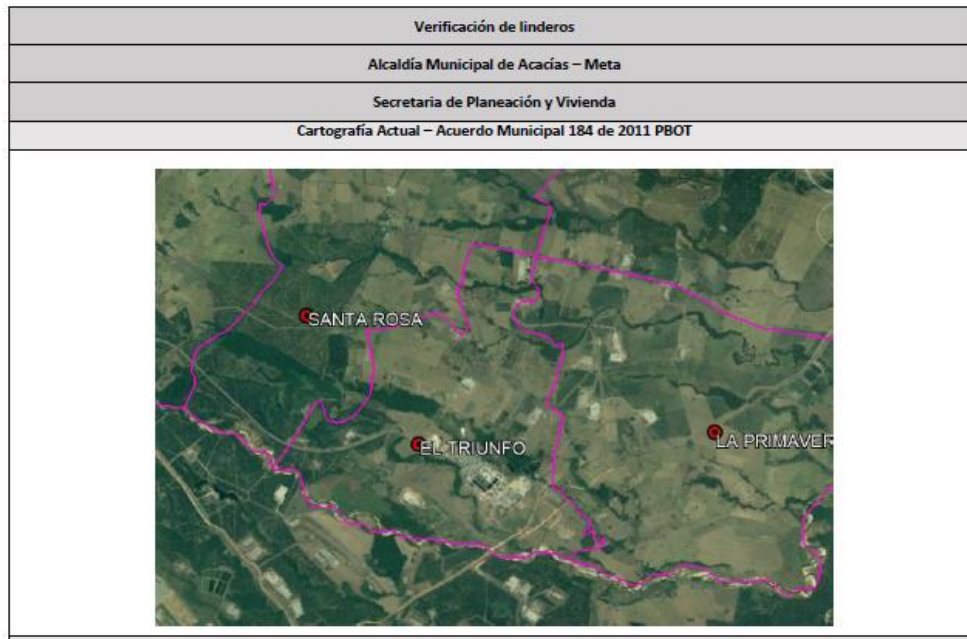 Verificación de linderos
Alcaldía Municipal de Acacías – Meta
Secretaria de Planeación y Vivienda
Cartografía Actual – Acuerdo Municipal 184 de 2011 PBOT
SANTA ROSA
EL TRIUNFO
LA PRIMAVER